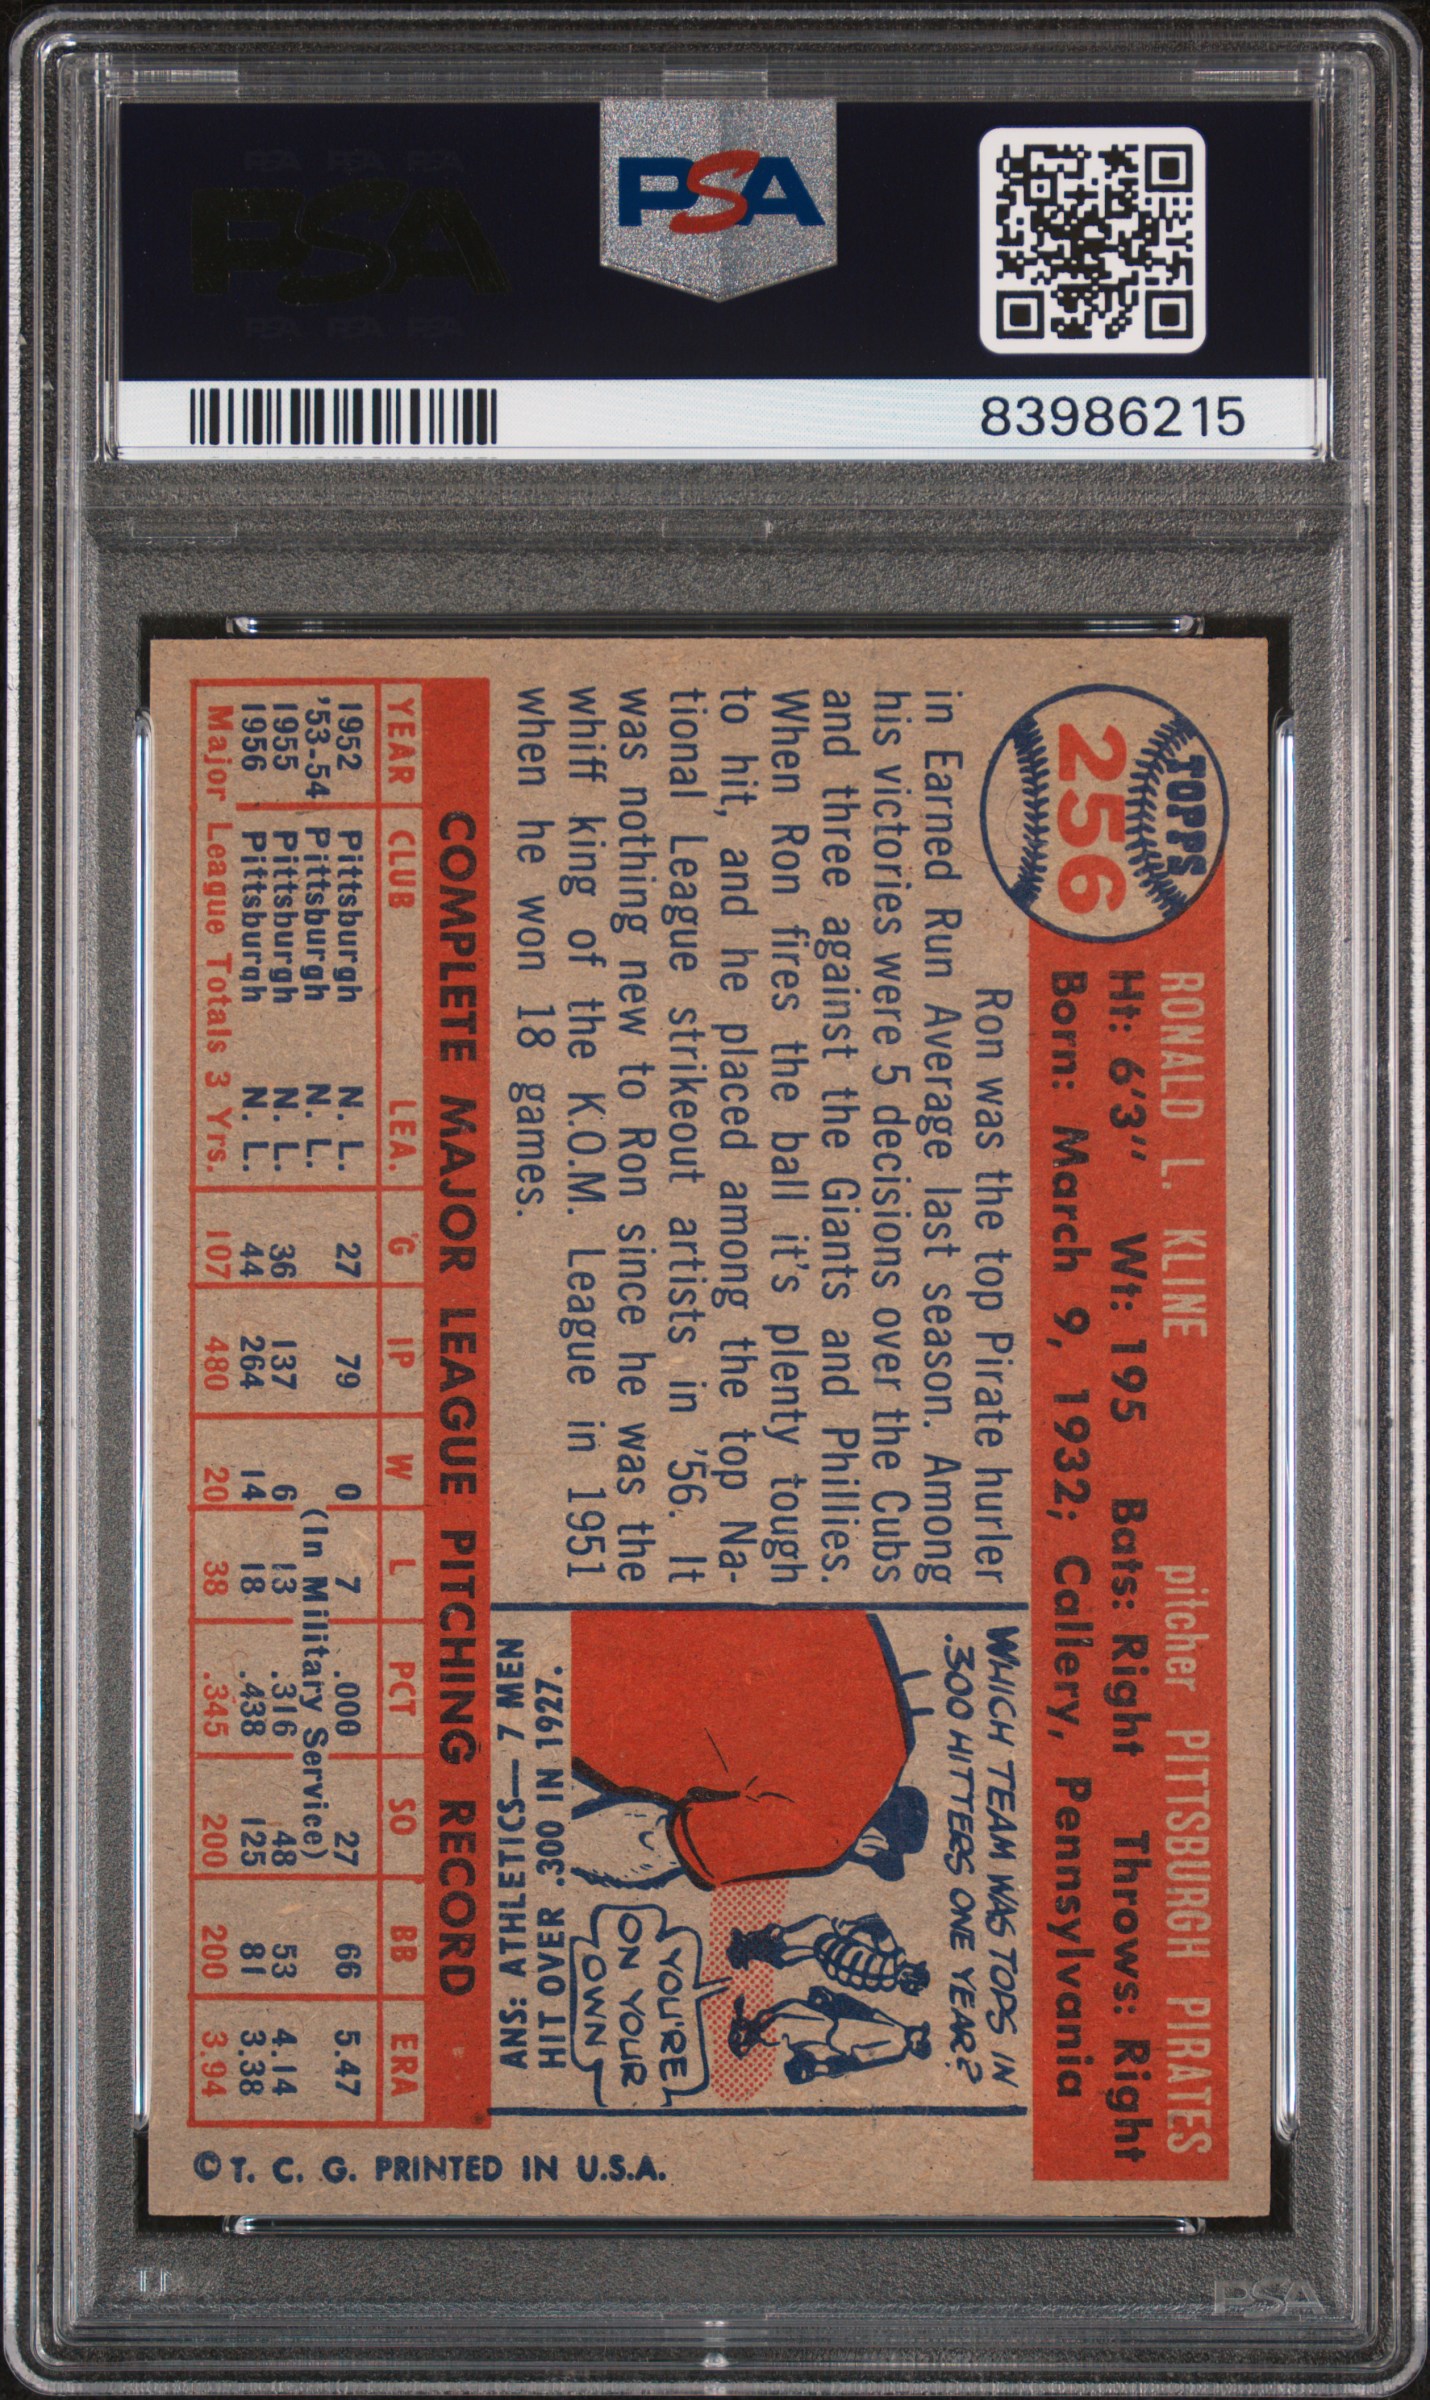 PSA
PSA PSA PSA
PSA
PSA PSA PSA
83986215
TOPPS
256
RONALD L. KLINE pitcher PITTSBURGH PIRATES
Ht: 6'3" Wt: 195 Bats: Right Throws: Right
Born: March 9, 1932; Callery, Pennsylvania
Ron was the top Pirate hurler
in Earned Run Average last season. Among
his victories were 5 decisions over the Cubs
and three against the Giants and Phillies.
When Ron fires the ball it's plenty tough
to hit, and he placed among the top Na-
tional League strikeout artists in '56. It
was nothing new to Ron since he was the
whiff king of the K.O.M. League in 1951
when he won 18 games.
WHICH TEAM WAS TOPS IN
.300 HITTERS ONE YEAR?
YOU'RE
ON YOUR
OWN
ANS: ATHLETICS—7 MEN
HIT OVER .300 IN 1927.
COMPLETE MAJOR LEAGUE PITCHING RECORD
YEAR CLUB LEA. G IP W L PCT SO BB ERA
1952 Pittsburgh N. L. 27 79 0 7 .000 27 66 5.47
'53-54 Pittsburgh N. L. (In Military Service)
1955 Pittsburgh N. L. 36 137 6 13 .316 48 53 4.14
1956 Pittsburgh N. L. 44 264 14 18 .438 125 81 3.38
Major League Totals 3 Yrs. 107 480 20 38 .345 200 200 3.94
© T. C. G. PRINTED IN U.S.A.
PSA